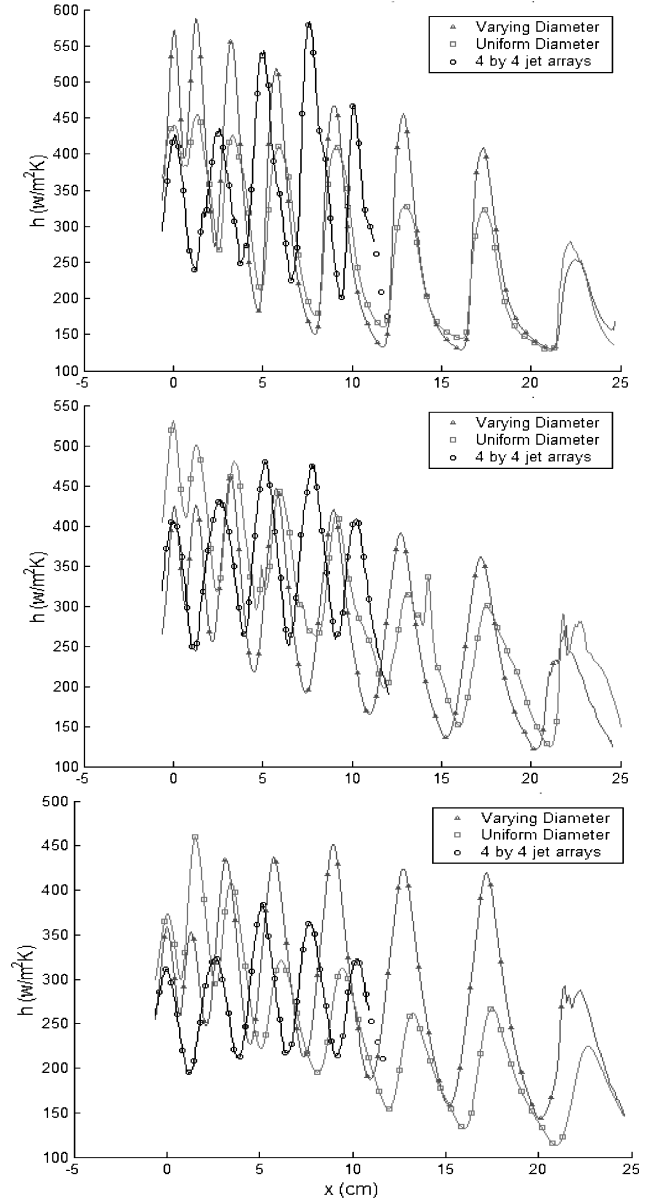 600
550
500
450
400
350
300
250
200
150
100
h (w/m²K)
Varying Diameter
Uniform Diameter
4 by 4 jet arrays
-5 0 5 10 15 20 25
550
500
450
400
350
300
250
200
150
100
h (w/m²K)
Varying Diameter
Uniform Diameter
4 by 4 jet arrays
-5 0 5 10 15 20 25
500
450
400
350
300
250
200
150
100
h (w/m²K)
Varying Diameter
Uniform Diameter
4 by 4 jet arrays
-5 0 5 10 15 20 25
x (cm)